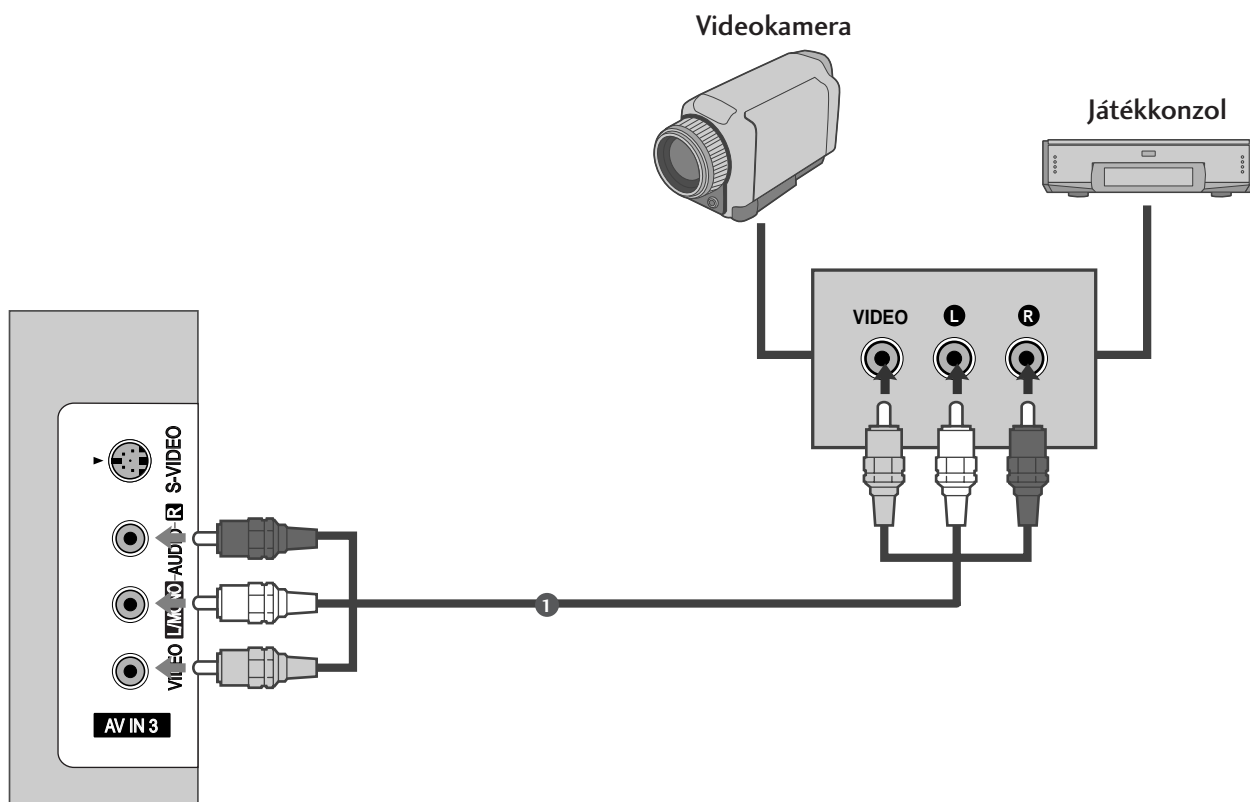 Videokamera
Játékkonzol
VIDEO L R
S-VIDEO
VIDEO L/MONO AUDIO R
1
AV IN 3